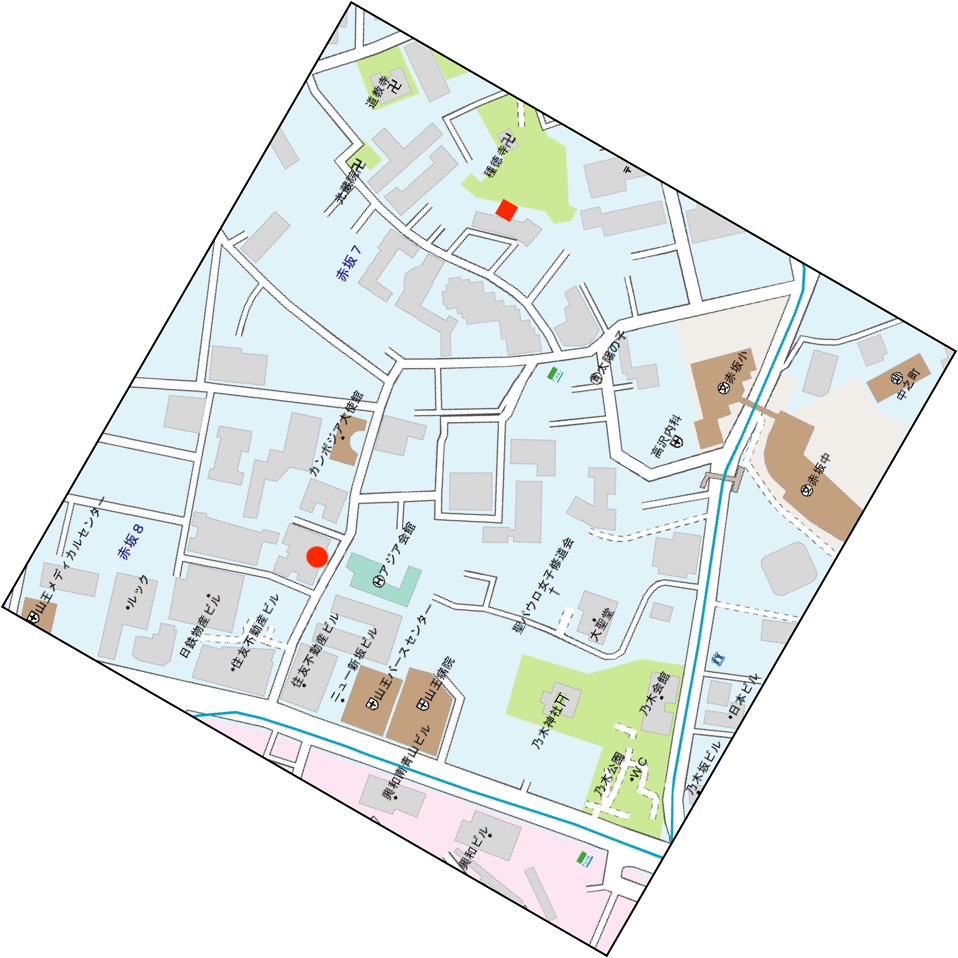 道教寺
種徳寺
赤坂7
太陽の子
赤坂小
中之町
高沢内科
赤坂中
カンボジア大使館
山王メディカルセンター
赤坂8
ルック
アジア会館
日鉄物産ビル
住友不動産ビル
住友不動産ビル
ニュー新坂ビル
山王バースセンター
山王病院
聖パウロ女子修道会
大聖堂
乃木神社
乃木会館
日本ビル
乃木公園
WC
乃木坂ビル
興和南青山ビル
興和ビル